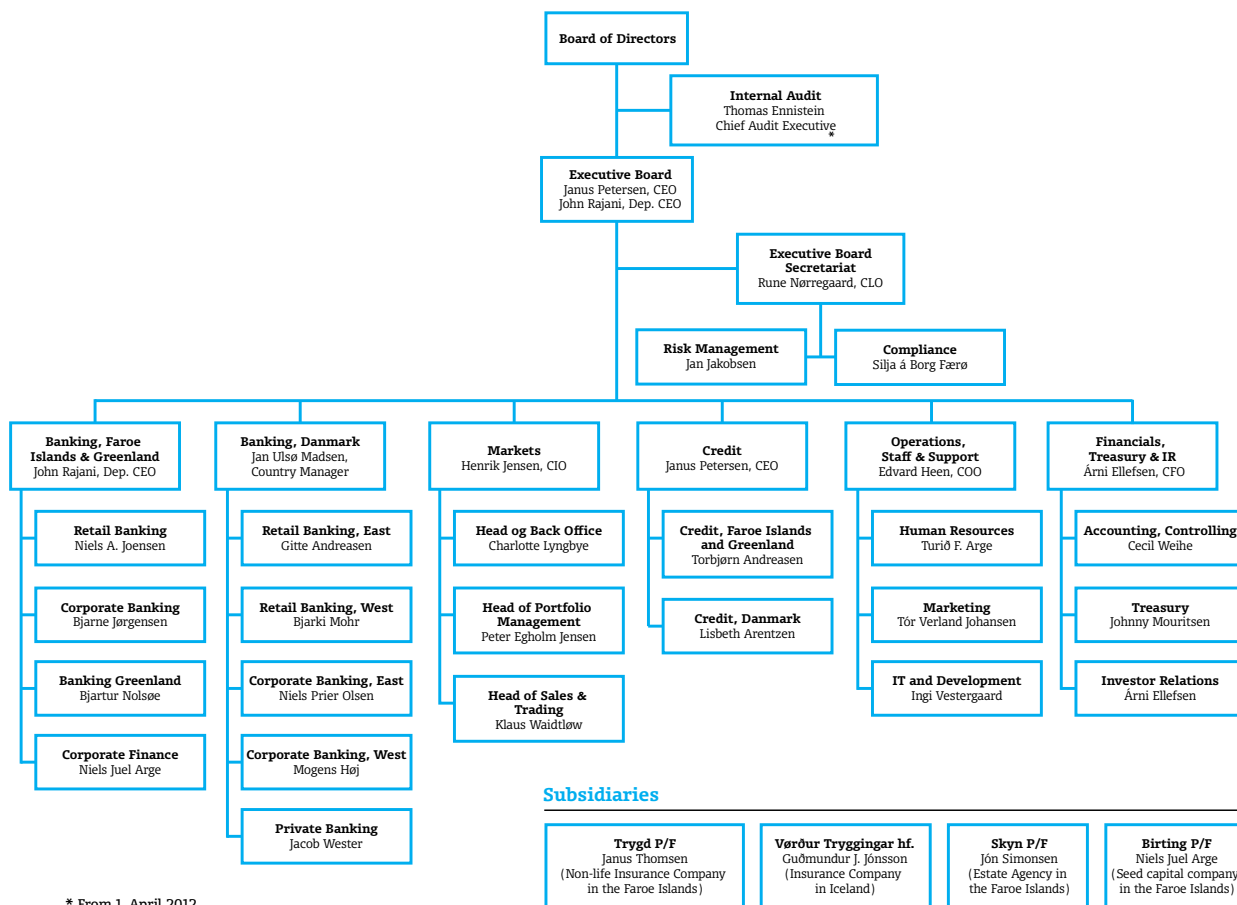 Board of Directors
Internal Audit
Thomas Ennistein
Chief Audit Executive
*
Executive Board
Janus Petersen, CEO
John Rajani, Dep. CEO
Executive Board
Secretariat
Rune Nørregaard, CLO
Risk Management
Jan Jakobsen
Compliance
Silja á Borg Færø
Banking, Faroe
Islands & Greenland
John Rajani, Dep. CEO
Retail Banking
Niels A. Joensen
Corporate Banking
Bjarne Jørgensen
Banking Greenland
Bjartur Nolsøe
Corporate Finance
Niels Juel Arge
Banking, Danmark
Jan Ulsø Madsen,
Country Manager
Retail Banking, East
Gitte Andreasen
Retail Banking, West
Bjarki Mohr
Corporate Banking, East
Niels Prier Olsen
Corporate Banking, West
Mogens Høj
Private Banking
Jacob Wester
Markets
Henrik Jensen, CIO
Head og Back Office
Charlotte Lyngbye
Head of Portfolio
Management
Peter Egholm Jensen
Head of Sales &
Trading
Klaus Waidtløw
Credit
Janus Petersen, CEO
Credit, Faroe Islands
and Greenland
Torbjørn Andreasen
Credit, Danmark
Lisbeth Arentzen
Operations,
Staff & Support
Edvard Heen, COO
Human Resources
Turið F. Arge
Marketing
Tór Verland Johansen
IT and Development
Ingi Vestergaard
Financials,
Treasury & IR
Árni Ellefsen, CFO
Accounting, Controlling
Cecil Weihe
Treasury
Johnny Mouritsen
Investor Relations
Árni Ellefsen
Subsidiaries
Trygd P/F
Janus Thomsen
(Non-life Insurance Company
in the Faroe Islands)
Vørður Tryggingar hf.
Guðmundur J. Jónsson
(Insurance Company
in Iceland)
Skyn P/F
Jón Simonsen
(Estate Agency in
the Faroe Islands)
Birting P/F
Niels Juel Arge
(Seed capital company
in the Faroe Islands)
* From 1. April 2012